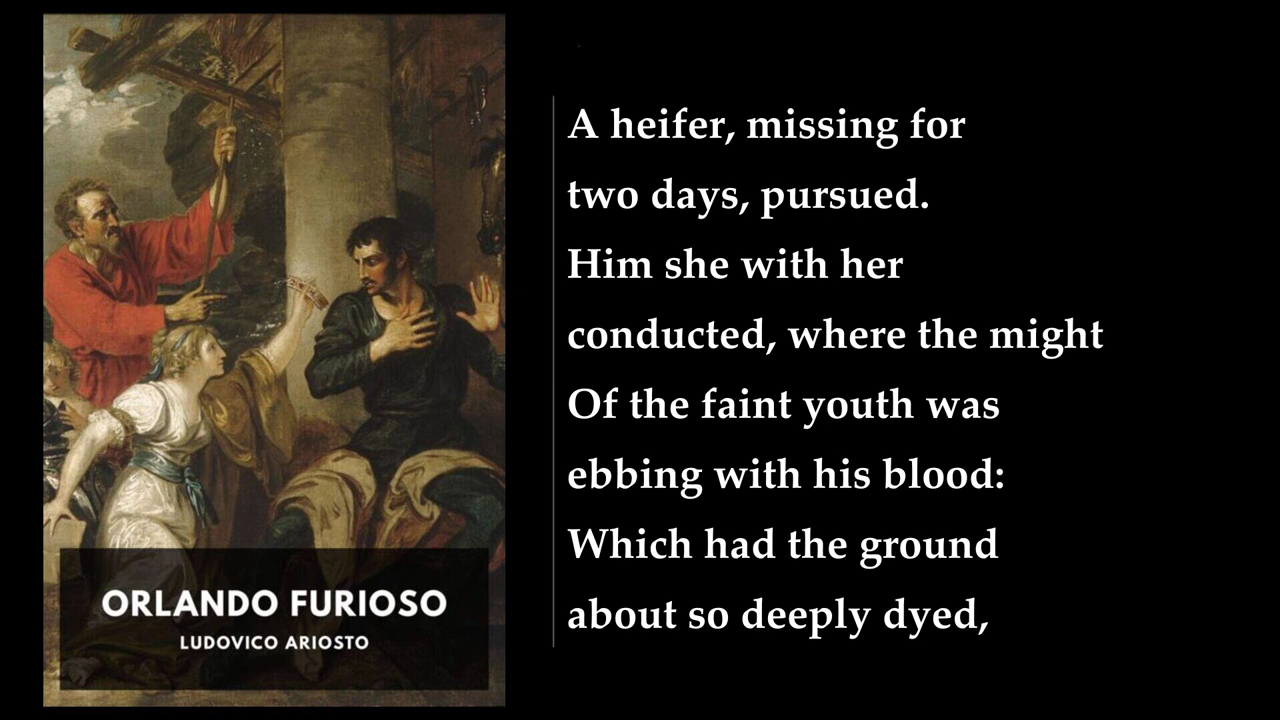 ORLANDO FURIOSO
LUDOVICO ARIOSTO
A heifer, missing for
two days, pursued.
Him she with her
conducted, where the might
Of the faint youth was
ebbing with his blood:
Which had the ground
about so deeply dyed,